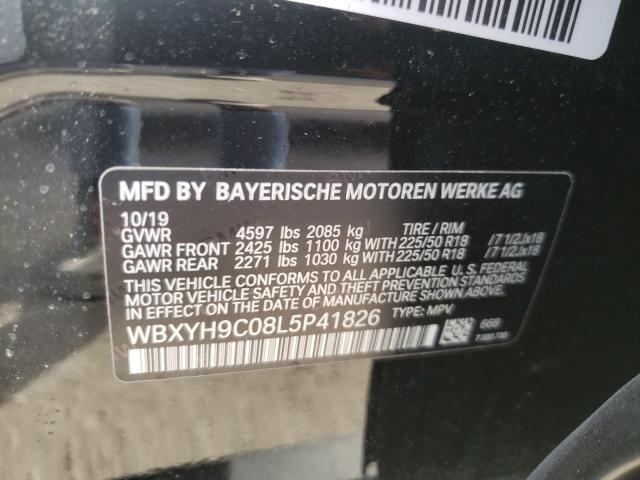 MFD BY BAYERISCHE MOTOREN WERKE AG
10/19
GVWR 4597 lbs 2085 kg TIRE / RIM
GAWR FRONT 2425 lbs 1100 kg WITH 225/50 R18 /7 1/2Jx18
GAWR REAR 2271 lbs 1030 kg WITH 225/50 R18 /7 1/2Jx18
THIS VEHICLE CONFORMS TO ALL APPLICABLE U.S. FEDERAL
MOTOR VEHICLE SAFETY AND THEFT PREVENTION STANDARDS
IN EFFECT ON THE DATE OF MANUFACTURE SHOWN ABOVE.
WBXYH9C08L5P41826 TYPE: MPV 668